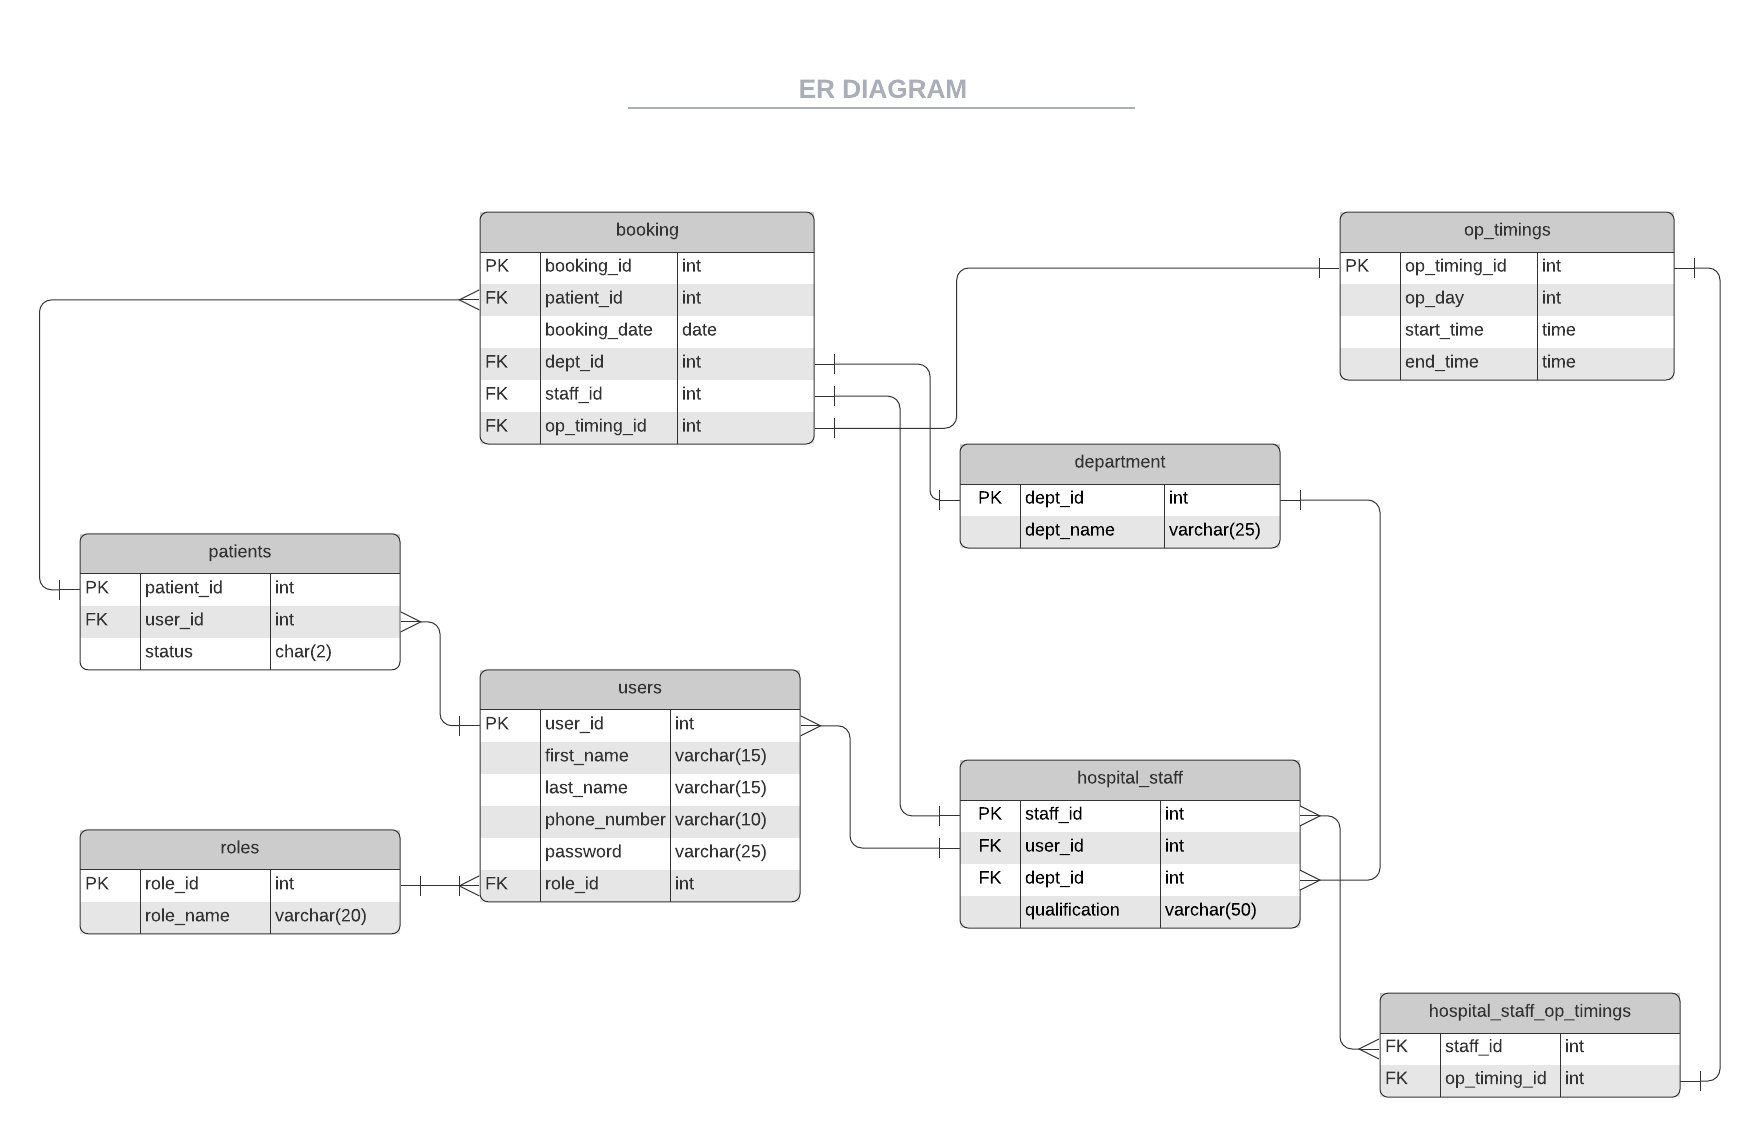 ER DIAGRAM
booking
PK booking_id int
FK patient_id int
booking_date date
FK dept_id int
FK staff_id int
FK op_timing_id int
op_timings
PK op_timing_id int
op_day int
start_time time
end_time time
department
PK dept_id int
dept_name varchar(25)
patients
PK patient_id int
FK user_id int
status char(2)
users
PK user_id int
first_name varchar(15)
last_name varchar(15)
phone_number varchar(10)
password varchar(25)
FK role_id int
hospital_staff
PK staff_id int
FK user_id int
FK dept_id int
qualification varchar(50)
roles
PK role_id int
role_name varchar(20)
hospital_staff_op_timings
FK staff_id int
FK op_timing_id int